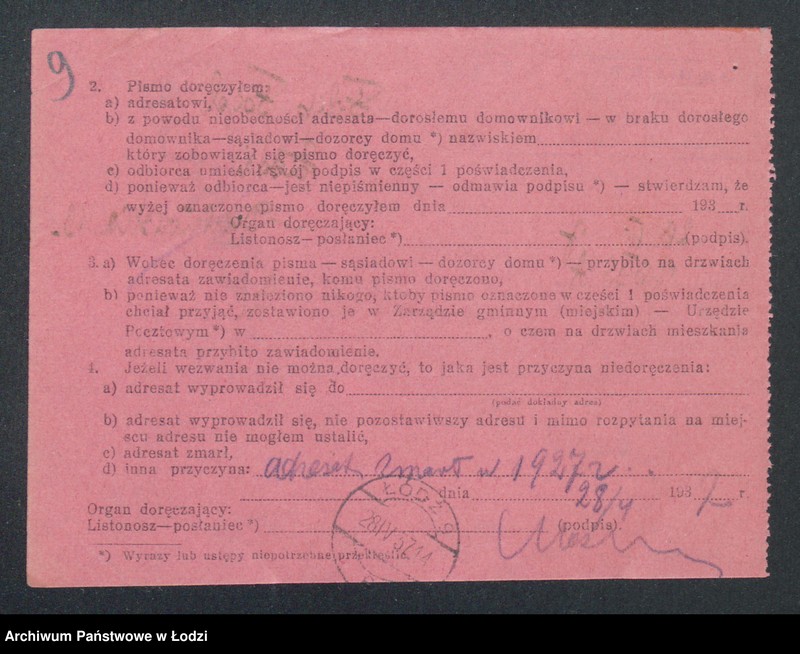 9
2. Pismo doręczyłem:
a) adresatowi,
b) z powodu nieobecności adresata—dorosłemu domownikowi — w braku dorosłego
domownika—sąsiadowi—dozorcy domu *) nazwiskiem
który zobowiązał się pismo doręczyć,
c) odbiorca umieścił swój podpis w części 1 poświadczenia,
d) ponieważ odbiorca—jest niepiśmienny — odmawia podpisu *) — stwierdzam, że
wyżej oznaczone pismo doręczyłem dnia 193 r.
Organ doręczający:
Listonosz—posłaniec *) (podpis).
3. a) Wobec doręczenia pisma — sąsiadowi — dozorcy domu *) — przybito na drzwiach
adresata zawiadomienie, komu pismo doręczono,
b) ponieważ nie znaleziono nikogo, ktoby pismo oznaczone w części 1 poświadczenia
chciał przyjąć, zostawiono je w Zarządzie gminnym (miejskim) — Urzędzie
Pocztowym *) w , o czem na drzwiach mieszkania
adresata przybito zawiadomienie.
4. Jeżeli wezwania nie można doręczyć, to jaka jest przyczyna niedoręczenia:
a) adresat wyprowadził się do
(podać dokładny adres)
b) adresat wyprowadził się, nie pozostawiwszy adresu i mimo rozpytania na miej-
scu adresu nie mogłem ustalić,
c) adresat zmarł,
d) inna przyczyna: adresat zmarł w 1927 r.
dnia 28/V 1937 r.
Organ doręczający:
Listonosz—posłaniec *) (podpis).
*) Wyrazy lub ustępy niepotrzebne przekreślić.
ŁÓDŹ 9
Archiwum Państwowe w Łodzi